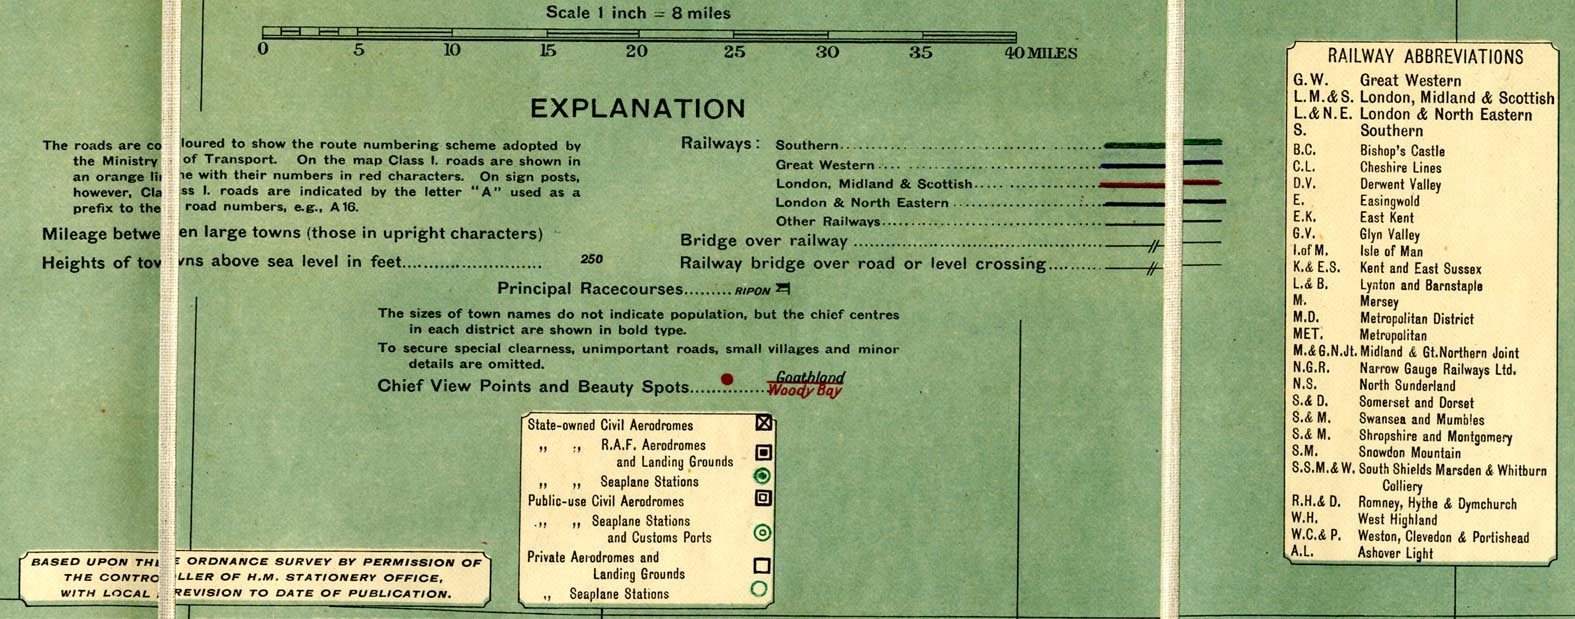 Scale 1 inch = 8 miles
0 5 10 15 20 25 30 35 40 MILES
EXPLANATION
The roads are coloured to show the route numbering scheme adopted by
the Ministry of Transport. On the map Class I. roads are shown in
an orange line with their numbers in red characters. On sign posts,
however, Class I. roads are indicated by the letter "A" used as a
prefix to the road numbers, e.g., A16.
Mileage between large towns (those in upright characters)
Heights of towns above sea level in feet........................ 250
Railways: Southern
Great Western
London, Midland & Scottish
London & North Eastern
Other Railways
Bridge over railway
Railway bridge over road or level crossing
Principal Racecourses......... RIPON
The sizes of town names do not indicate population, but the chief centres
in each district are shown in bold type.
To secure special clearness, unimportant roads, small villages and minor
details are omitted.
Chief View Points and Beauty Spots.............. Goathland
Woody Bay
State-owned Civil Aerodromes
,, ,, R.A.F. Aerodromes
and Landing Grounds
,, ,, Seaplane Stations
Public-use Civil Aerodromes
,, ,, Seaplane Stations
and Customs Ports
Private Aerodromes and
Landing Grounds
,, Seaplane Stations
BASED UPON THE ORDNANCE SURVEY BY PERMISSION OF
THE CONTROLLER OF H.M. STATIONERY OFFICE,
WITH LOCAL REVISION TO DATE OF PUBLICATION.
RAILWAY ABBREVIATIONS
G.W. Great Western
L.M.&S. London, Midland & Scottish
L.&N.E. London & North Eastern
S. Southern
B.C. Bishop's Castle
C.L. Cheshire Lines
D.V. Derwent Valley
E. Easingwold
E.K. East Kent
G.V. Glyn Valley
I.of M. Isle of Man
K.& E.S. Kent and East Sussex
L.& B. Lynton and Barnstaple
M. Mersey
M.D. Metropolitan District
MET. Metropolitan
M.&G.N.Jt. Midland & Gt.Northern Joint
N.G.R. Narrow Gauge Railways Ltd.
N.S. North Sunderland
S.& D. Somerset and Dorset
S.& M. Swansea and Mumbles
S.& M. Shropshire and Montgomery
S.M. Snowdon Mountain
S.S.M.& W. South Shields Marsden & Whitburn
Colliery
R.H.& D. Romney, Hythe & Dymchurch
W.H. West Highland
W.C.& P. Weston, Clevedon & Portishead
A.L. Ashover Light